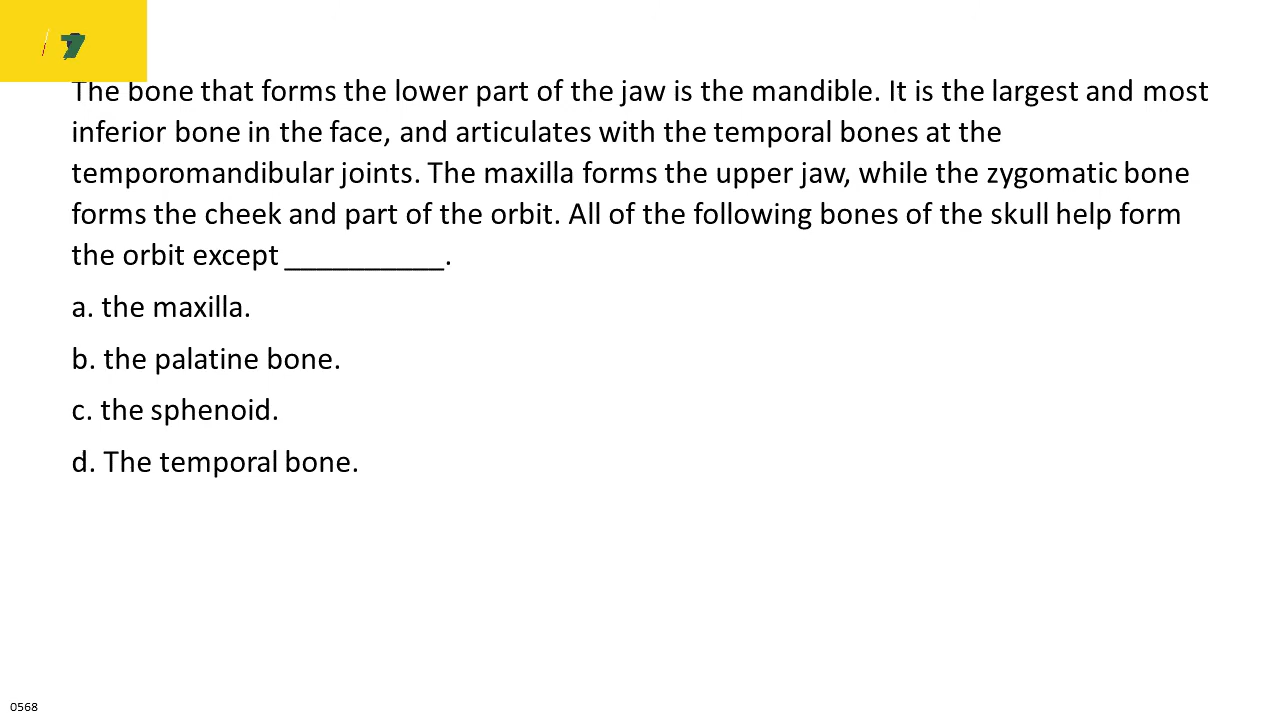 The bone that forms the lower part of the jaw is the mandible. It is the largest and most
inferior bone in the face, and articulates with the temporal bones at the
temporomandibular joints. The maxilla forms the upper jaw, while the zygomatic bone
forms the cheek and part of the orbit. All of the following bones of the skull help form
the orbit except __________.
a. the maxilla.
b. the palatine bone.
c. the sphenoid.
d. The temporal bone.
0568